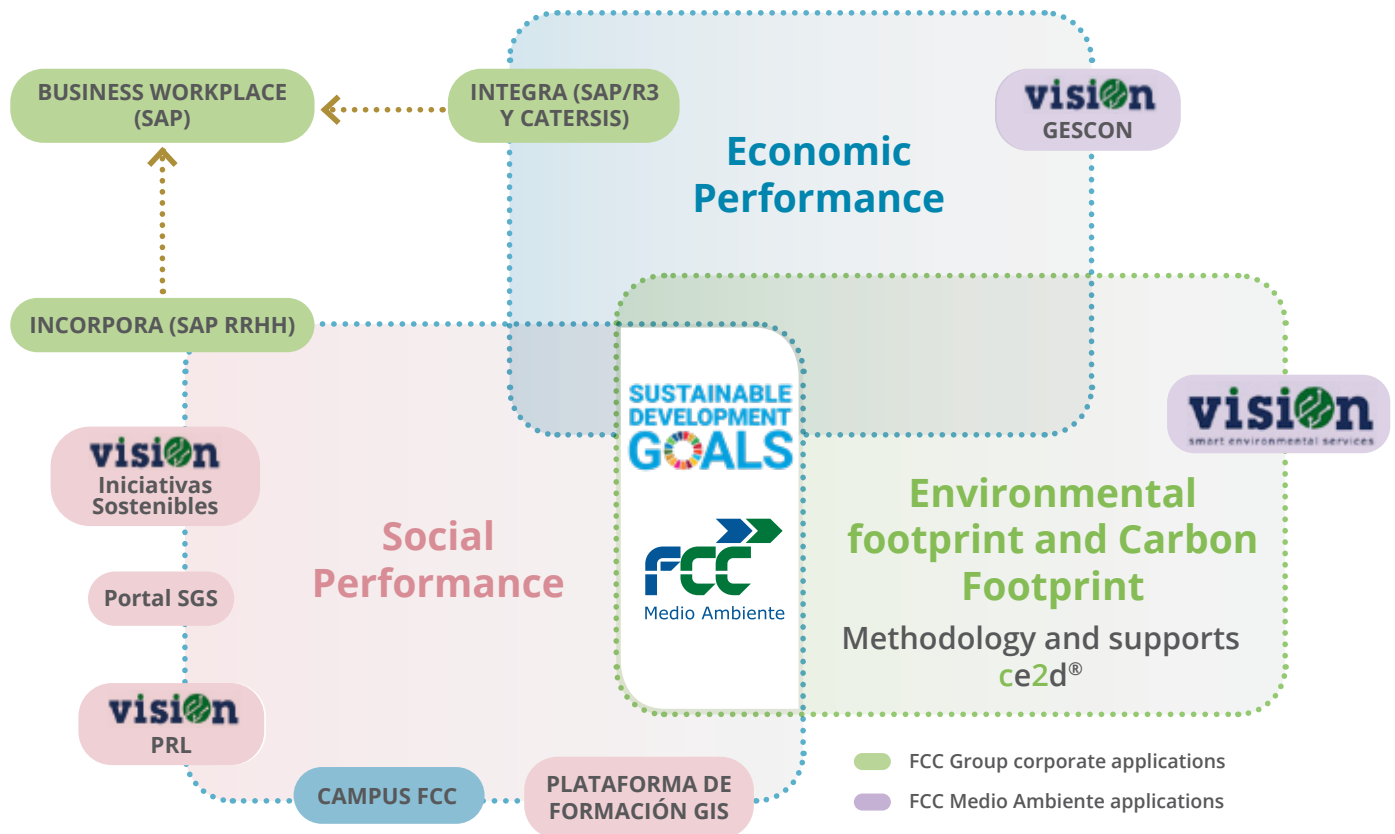 BUSINESS WORKPLACE
(SAP)
INTEGRA (SAP/R3
Y CATERSIS)
vision
GESCON
Economic
Performance
INCORPORA (SAP RRHH)
SUSTAINABLE
DEVELOPMENT
GOALS
vision
smart environmental services
vision
Iniciativas
Sostenibles
Social
Performance
FCC
Medio Ambiente
Environmental
footprint and Carbon
Footprint
Methodology and supports
ce2d®
Portal SGS
vision
PRL
CAMPUS FCC
PLATAFORMA DE
FORMACIÓN GIS
FCC Group corporate applications
FCC Medio Ambiente applications